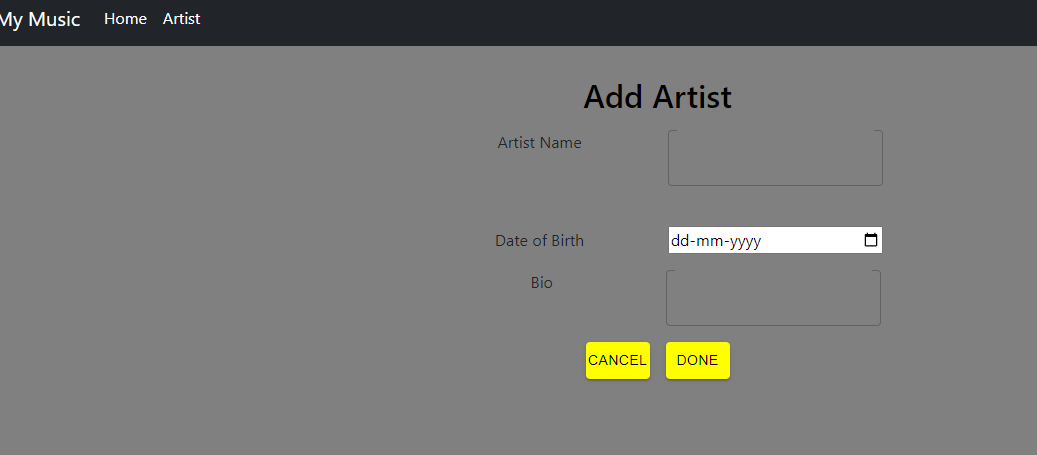 My Music Home Artist
Add Artist
Artist Name
Date of Birth dd-mm-yyyy
Bio
CANCEL DONE